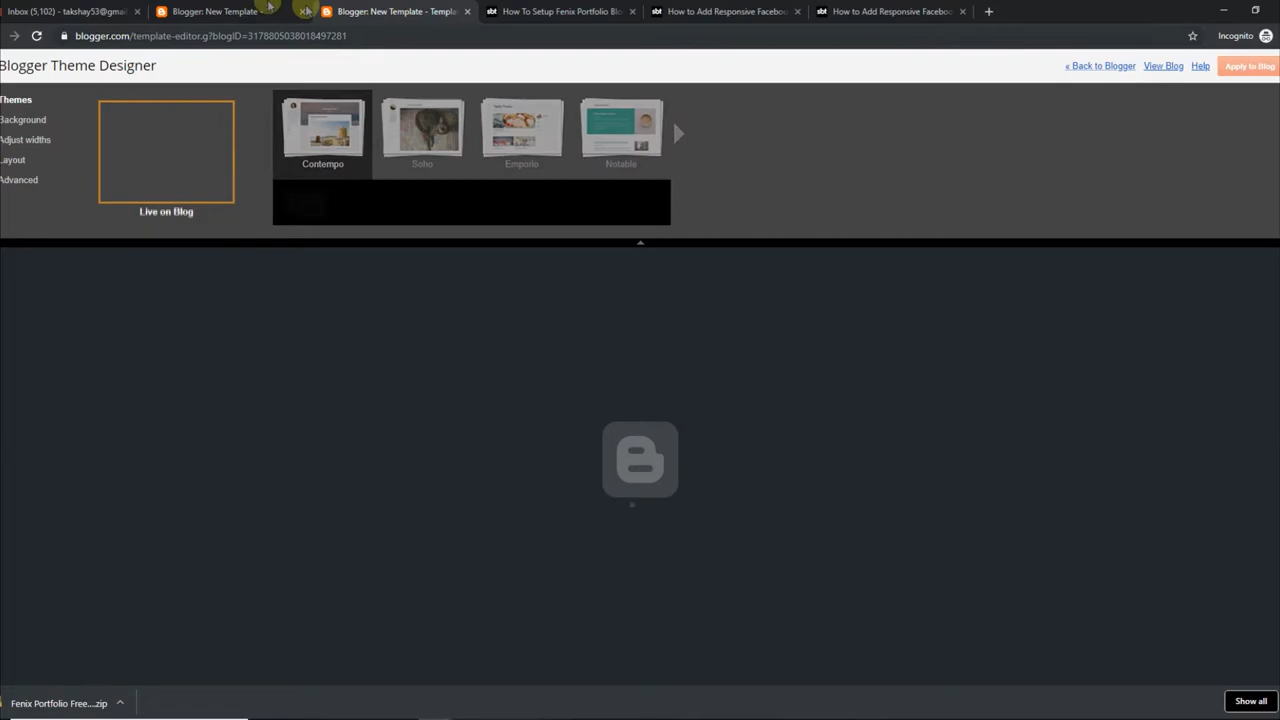 Inbox (5,102) - takshay53@gmail
Blogger: New Template -
Blogger: New Template - Templa
How To Setup Fenix Portfolio Blo
How to Add Responsive Faceboo
How to Add Responsive Faceboo
blogger.com/template-editor.g?blogID=3178805038018497281
Incognito
Blogger Theme Designer
« Back to Blogger
View Blog
Help
Apply to Blog
Themes
Background
Adjust widths
Layout
Advanced
Live on Blog
Contempo
Soho
Emporio
Notable
Fenix Portfolio Free....zip
Show all